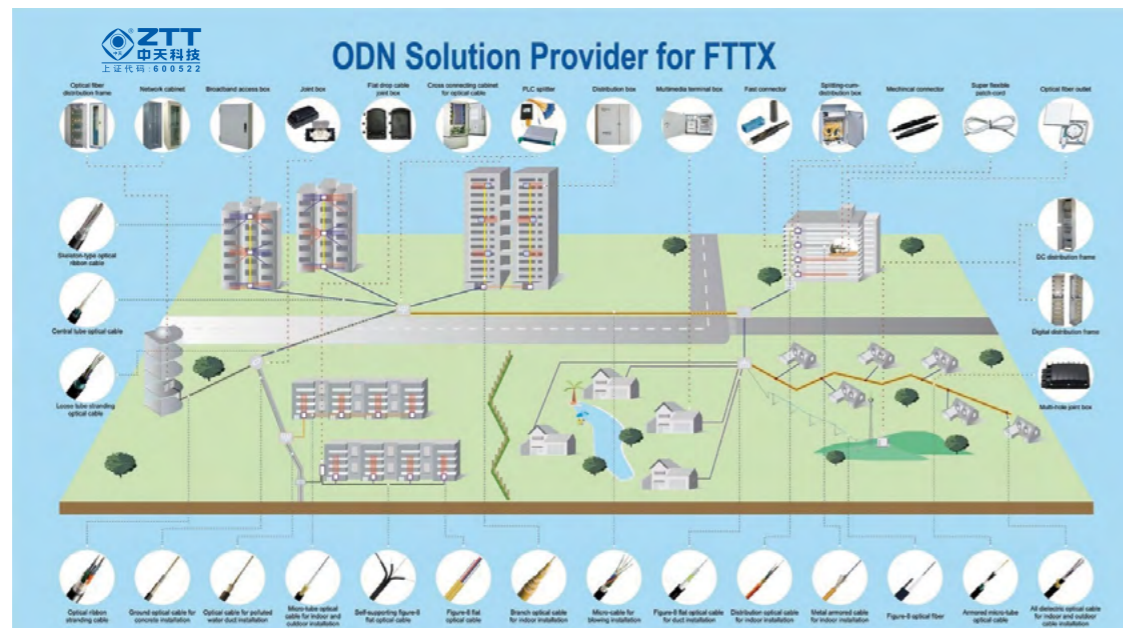 ZTT
中天科技
上证代码:600522
ODN Solution Provider for FTTX
Optical fiber
distribution frame
Network cabinet
Broadband access box
Joint box
Flat drop cable
joint box
Cross connecting cabinet
for optical cable
PLC splitter
Distribution box
Multimedia terminal box
Fast connector
Splitting-cum-
distribution box
Mechincal connector
Super flexible
patch-cord
Optical fiber outlet
Skeleton-type optical
ribbon cable
Central tube optical cable
Loose tube stranding
optical cable
DC distribution frame
Digital distribution frame
Multi-hole joint box
Optical ribbon
stranding cable
Ground optical cable for
concrete installation
Optical cable for polluted
water duct installation
Micro-tube optical
cable for indoor and
outdoor installation
Self-supporting figure-8
flat optical cable
Figure-8 flat
optical cable
Branch optical cable
for indoor installation
Micro-cable for
blowing installation
Figure-8 flat optical cable
for duct installation
Distribution optical cable
for indoor installation
Metal armored cable
for indoor installation
Figure-8 optical fiber
Armored micro-tube
optical cable
All dielectric optical cable
for indoor and outdoor
cable installation